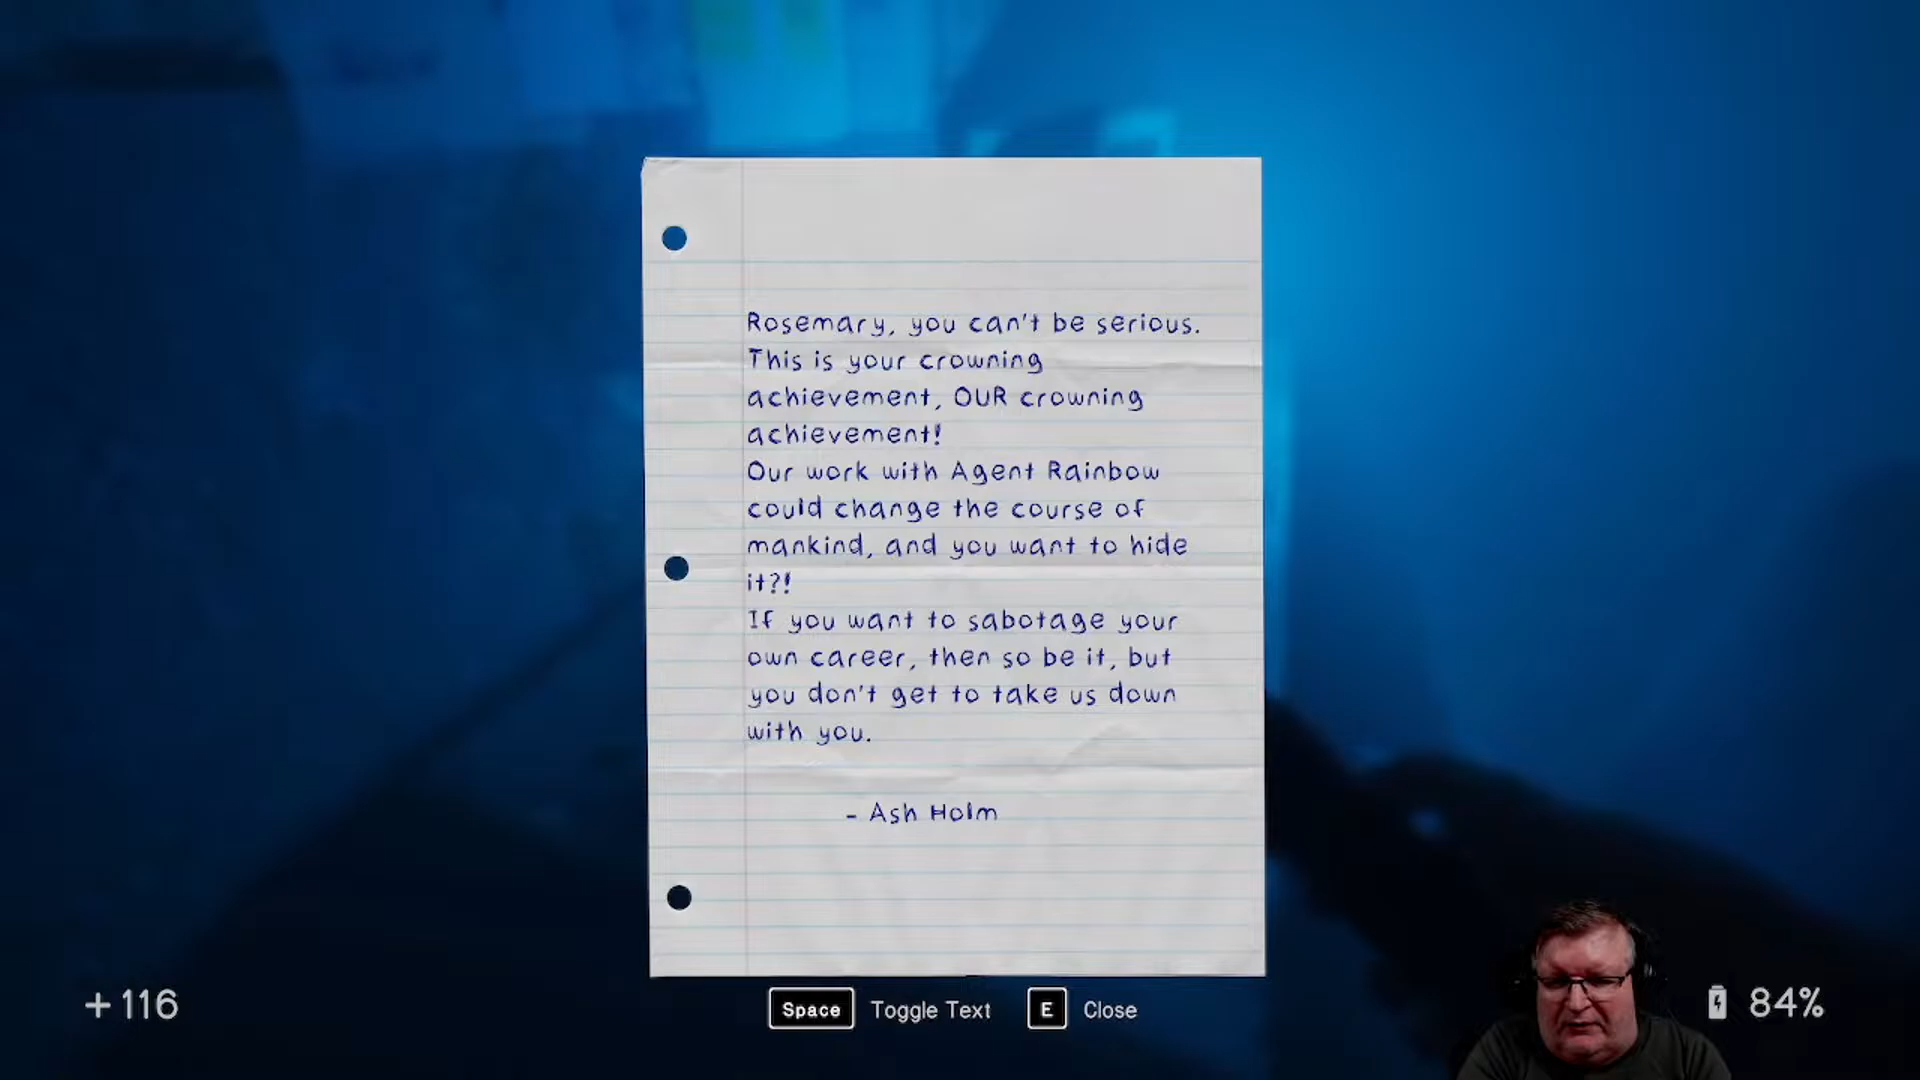 Rosemary, you can't be serious.
This is your crowning
achievement, OUR crowning
achievement!
Our work with Agent Rainbow
could change the course of
mankind, and you want to hide
it?!
If you want to sabotage your
own career, then so be it, but
you don't get to take us down
with you.
- Ash Holm
+ 116
Space Toggle Text E Close
84%